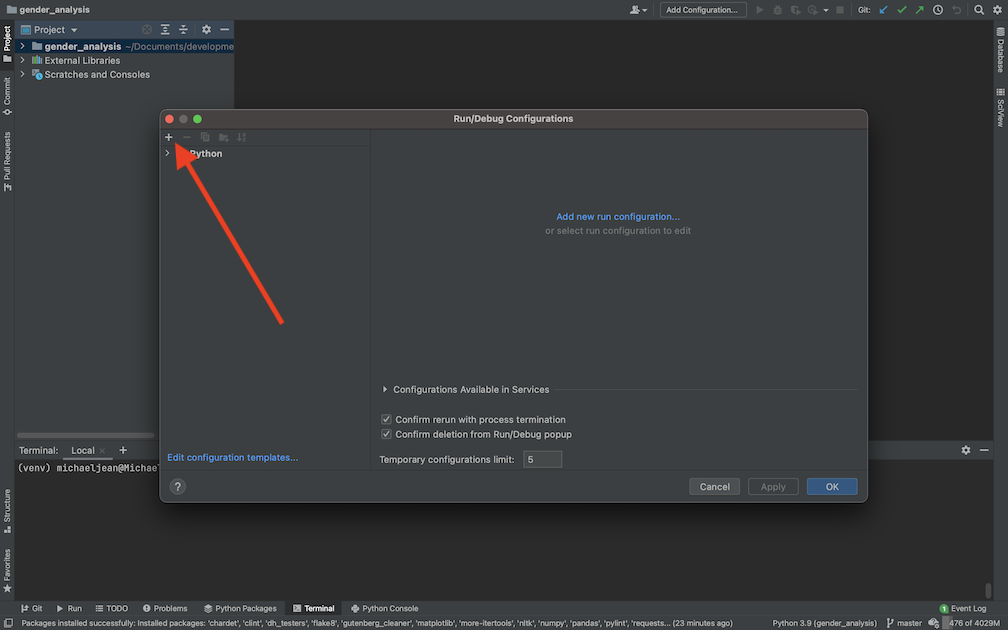 gender_analysis
Add Configuration...
Git:
Project
Project
gender_analysis ~/Documents/developme
External Libraries
Scratches and Consoles
Commit
Pull Requests
Database
SciView
Run/Debug Configurations
Python
Add new run configuration...
or select run configuration to edit
Configurations Available in Services
Confirm rerun with process termination
Confirm deletion from Run/Debug popup
Edit configuration templates...
Temporary configurations limit: 5
?
Cancel
Apply
OK
Terminal: Local
(venv) michaeljean@Michael
Structure
Favorites
Git
Run
TODO
Problems
Python Packages
Terminal
Python Console
1 Event Log
Packages installed successfully: Installed packages: 'chardet', 'clint', 'dh_testers', 'flake8', 'gutenberg_cleaner', 'matplotlib', 'more-itertools', 'nltk', 'numpy', 'pandas', 'pylint', 'requests... (23 minutes ago)
Python 3.9 (gender_analysis)
master
476 of 4029M